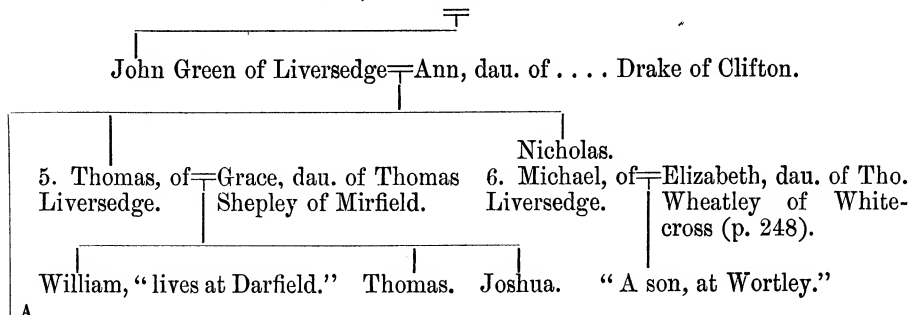 John Green of Liversedge=Ann, dau. of .... Drake of Clifton.
Nicholas.
5. Thomas, of=Grace, dau. of Thomas
Liversedge. Shepley of Mirfield.
6. Michael, of=Elizabeth, dau. of Tho.
Liversedge. Wheatley of White-
cross (p. 248).
William, “lives at Darfield.” Thomas. Joshua. “A son, at Wortley.”
A